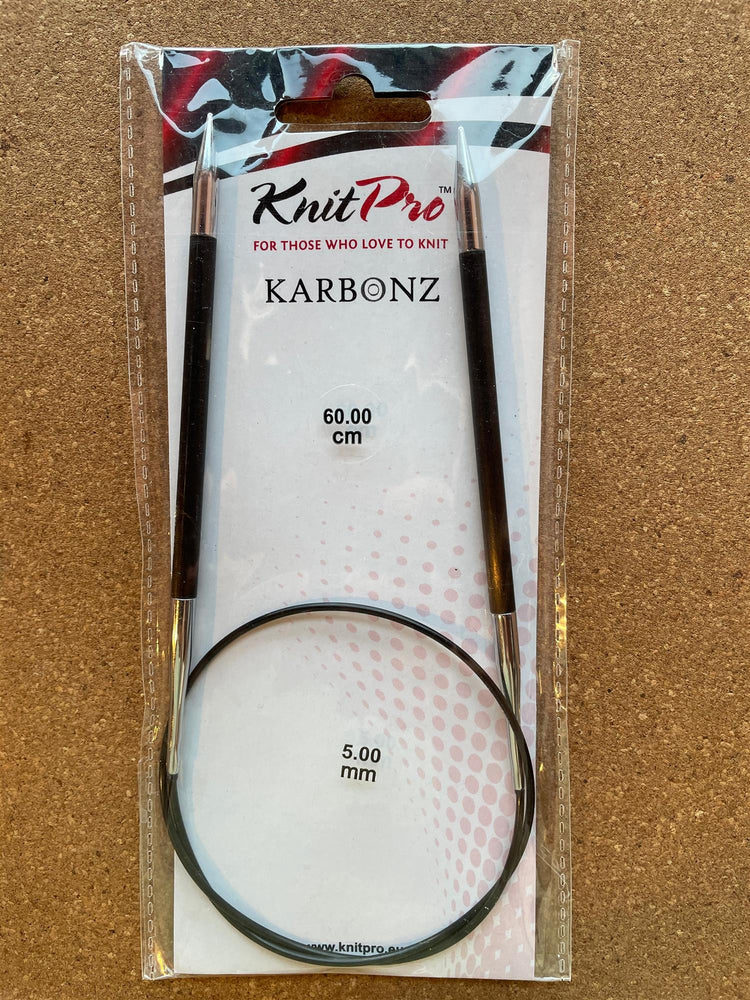 KnitPro™
FOR THOSE WHO LOVE TO KNIT
KARBONZ
60.00
cm
5.00
mm
www.knitpro.eu